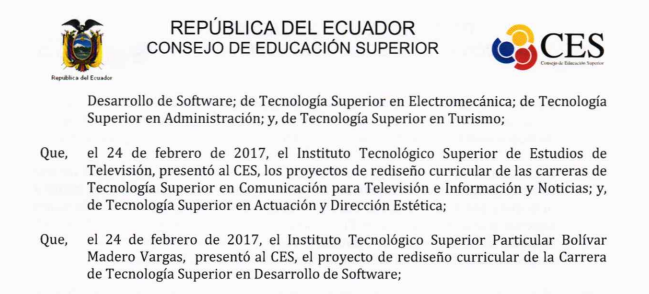 REPÚBLICA DEL ECUADOR
CONSEJO DE EDUCACIÓN SUPERIOR
CES
Consejo de Educación Superior
República del Ecuador
Desarrollo de Software; de Tecnología Superior en Electromecánica; de Tecnología
Superior en Administración; y, de Tecnología Superior en Turismo;
Que, el 24 de febrero de 2017, el Instituto Tecnológico Superior de Estudios de
Televisión, presentó al CES, los proyectos de rediseño curricular de las carreras de
Tecnología Superior en Comunicación para Televisión e Información y Noticias; y,
de Tecnología Superior en Actuación y Dirección Estética;
Que, el 24 de febrero de 2017, el Instituto Tecnológico Superior Particular Bolívar
Madero Vargas, presentó al CES, el proyecto de rediseño curricular de la Carrera
de Tecnología Superior en Desarrollo de Software;